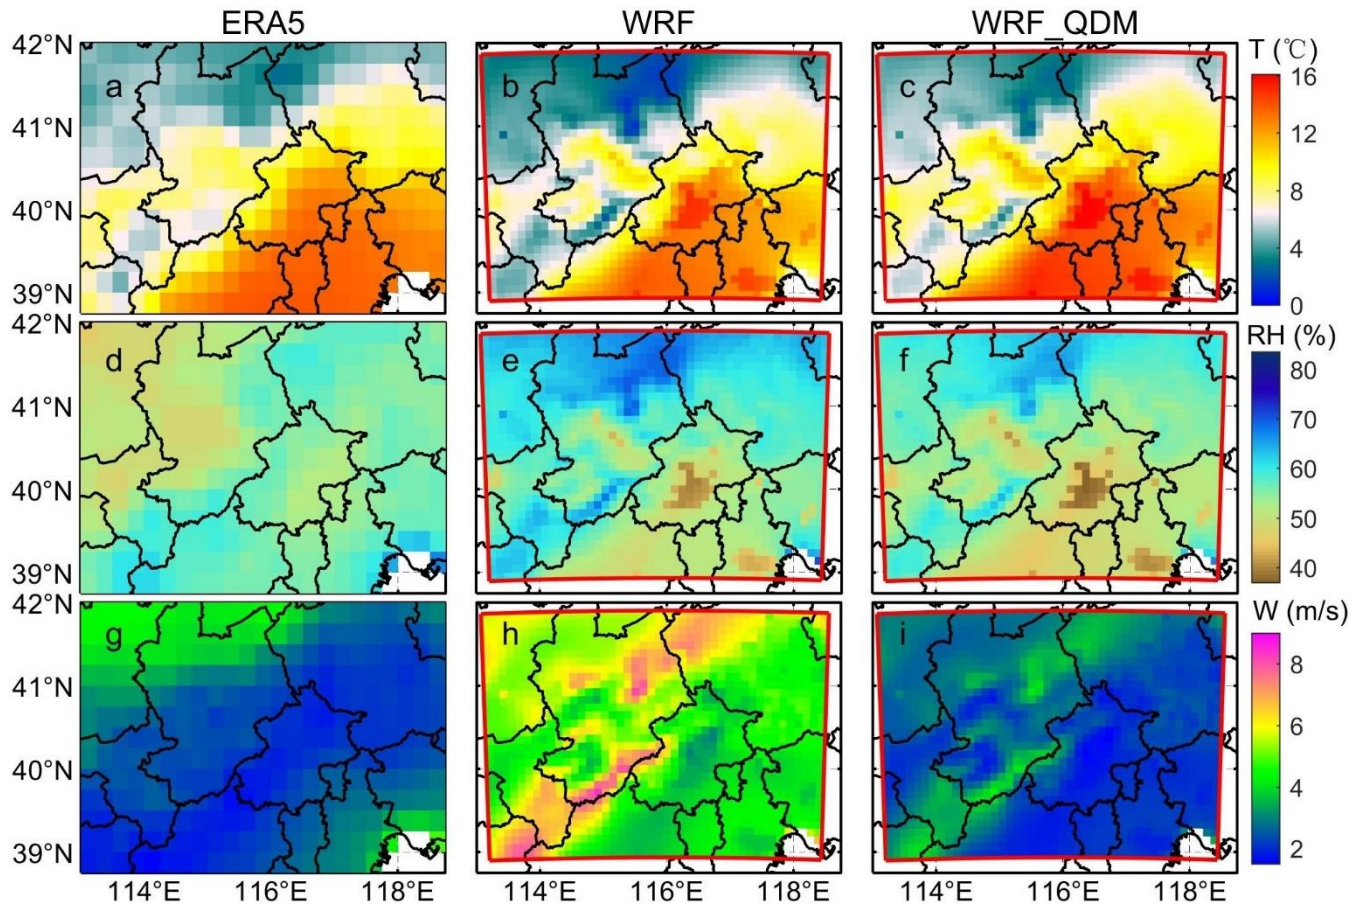 ERA5 WRF WRF_QDM
42°N T (℃)
a b c 16
41°N 12
40°N 8
4
39°N 0
42°N RH (%)
d e f 80
41°N 70
60
40°N 50
39°N 40
42°N W (m/s)
g h i 8
41°N 6
40°N 4
39°N 2
114°E 116°E 118°E 114°E 116°E 118°E 114°E 116°E 118°E